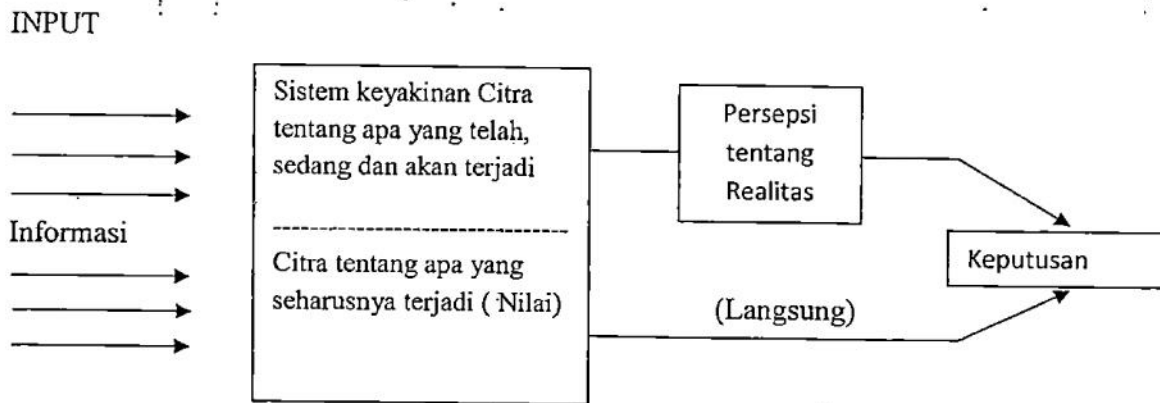 INPUT
Sistem keyakinan Citra
tentang apa yang telah,
sedang dan akan terjadi
Informasi
Citra tentang apa yang
seharusnya terjadi ( Nilai)
Persepsi
tentang
Realitas
(Langsung)
Keputusan